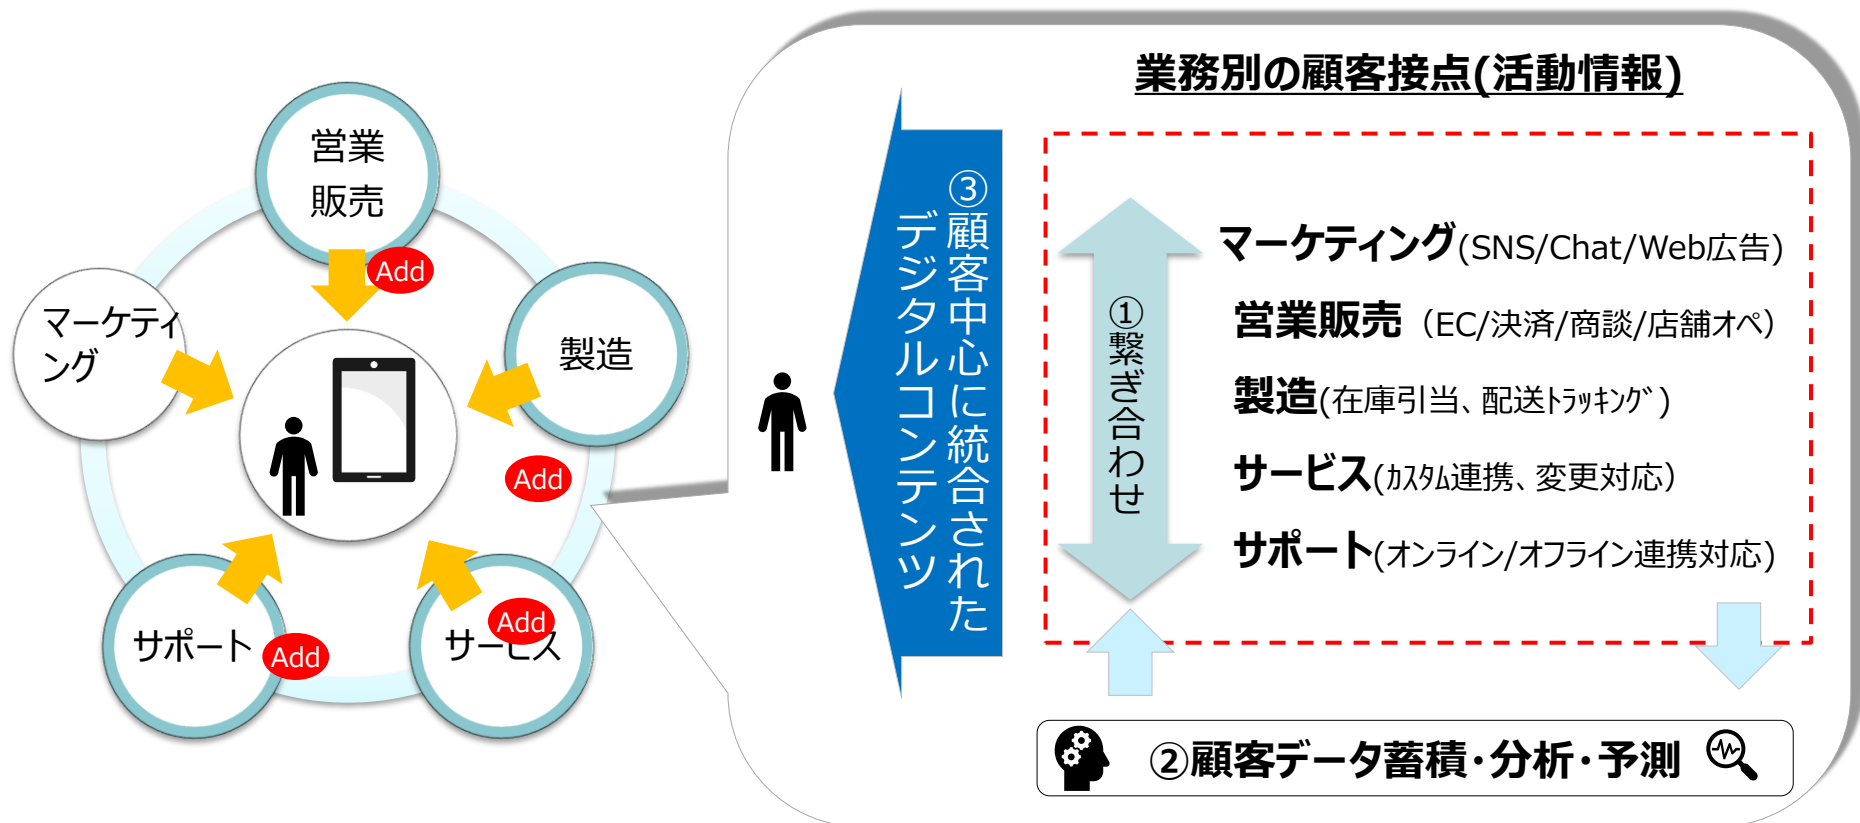 営業
販売
Add
マーケティ
ング
製造
Add
サポート
Add
サービス
Add
業務別の顧客接点(活動情報)
③顧客中心に統合された
デジタルコンテンツ
①繋ぎ合わせ
マーケティング(SNS/Chat/Web広告)
営業販売（EC/決済/商談/店舗オペ）
製造(在庫引当、配送ﾄﾗｯｷﾝｸﾞ)
サービス(ｶｽﾀﾑ連携、変更対応）
サポート(オンライン/オフライン連携対応)
②顧客データ蓄積･分析･予測